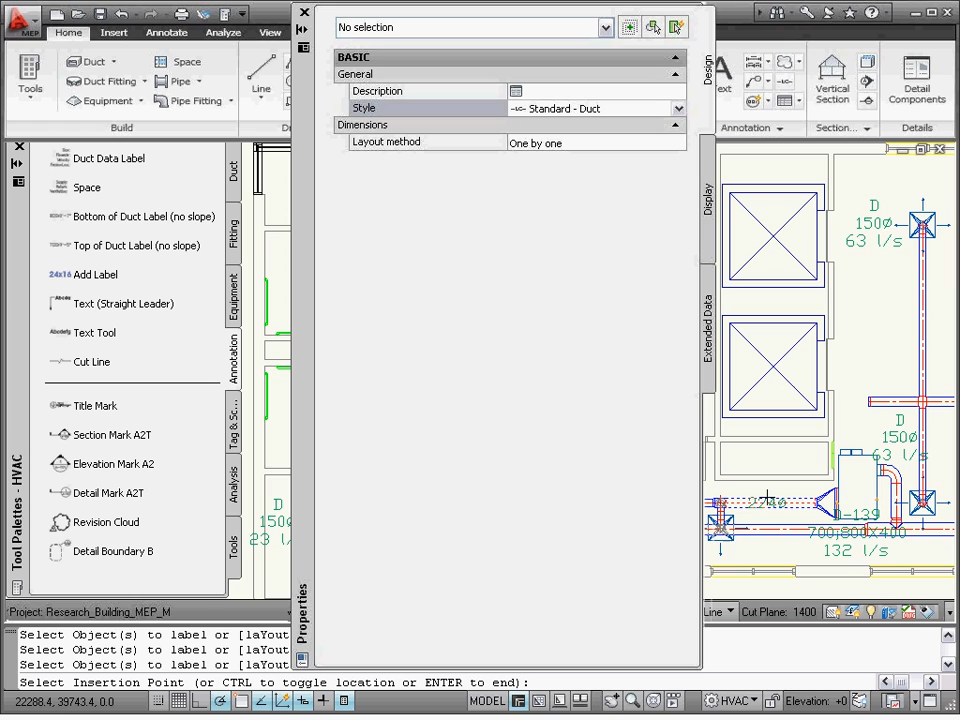 MEP
Home Insert Annotate Analyze View
Tools
Duct
Duct Fitting
Equipment
Space
Pipe
Pipe Fitting
Build
Line
Vertical Section
Detail Components
Annotation
Section...
Details
No selection
BASIC
General
Description
Style Standard - Duct
Dimensions
Layout method One by one
Design
Display
Extended Data
Properties
Duct Data Label
Space
Bottom of Duct Label (no slope)
Top of Duct Label (no slope)
24x16 Add Label
Text (Straight Leader)
Text Tool
Cut Line
Title Mark
Section Mark A2T
Elevation Mark A2
Detail Mark A2T
Revision Cloud
Detail Boundary B
Duct
Fitting
Equipment
Annotation
Tag & Sc...
Analysis
Tools
Tool Palettes - HVAC
D
150ø
63 l/s
D
150ø
63 l/s
D-139
700,800X400
132 l/s
D
23 l/
Project: Research_Building_MEP_M
Line
Cut Plane: 1400
Select Object(s) to label or [laYout
Select Object(s) to label or [laYout
Select Object(s) to label or [laYout
Select Insertion Point (or CTRL to toggle location or ENTER to end):
22288.4, 39743.4, 0.0
MODEL
HVAC
Elevation: +0